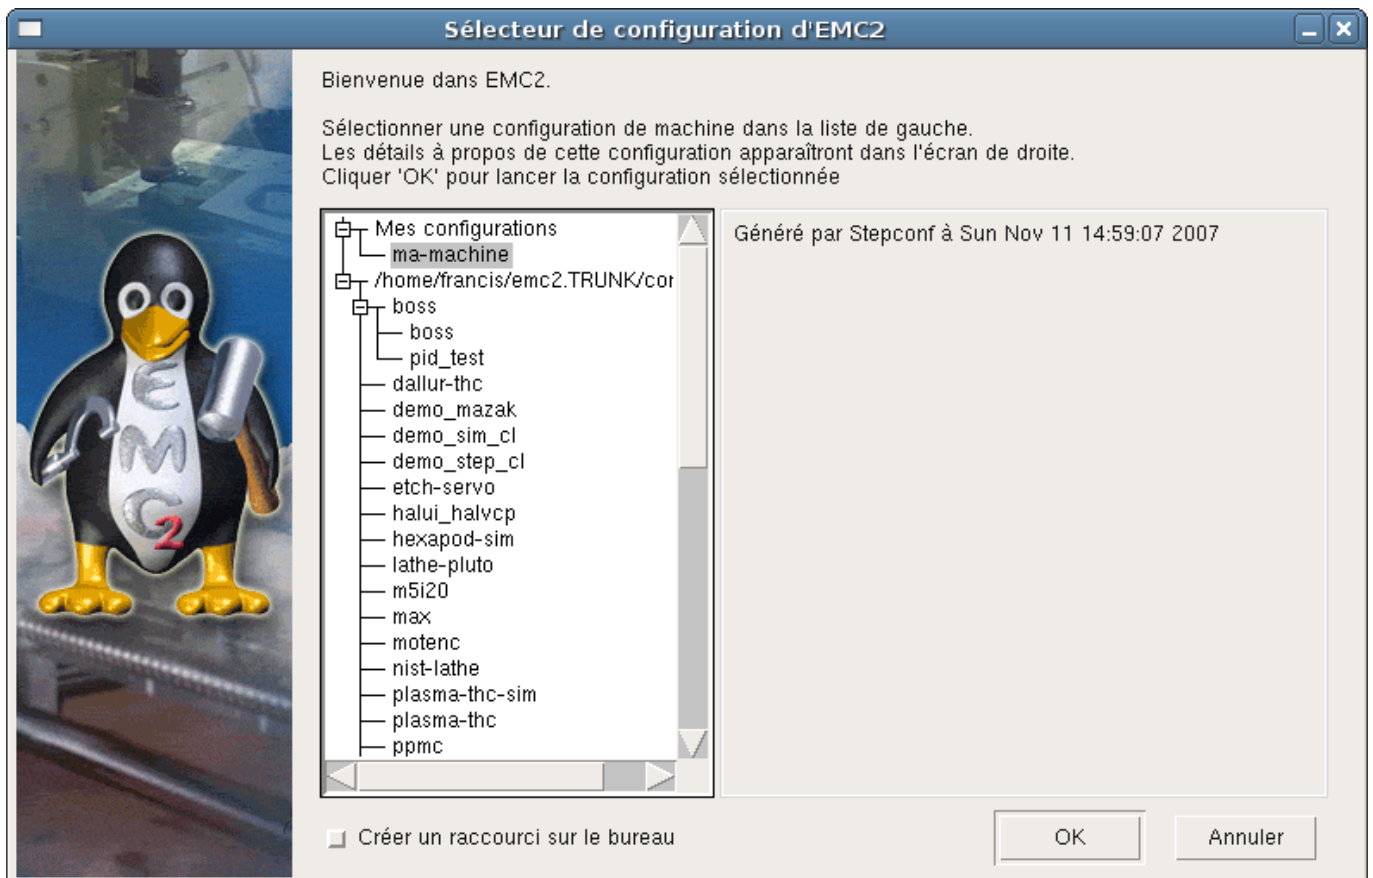 Sélecteur de configuration d'EMC2
Bienvenue dans EMC2.
Sélectionner une configuration de machine dans la liste de gauche.
Les détails à propos de cette configuration apparaîtront dans l'écran de droite.
Cliquer 'OK' pour lancer la configuration sélectionnée
Mes configurations
ma-machine
/home/francis/emc2.TRUNK/cor
boss
boss
pid_test
dallur-thc
demo_mazak
demo_sim_cl
demo_step_cl
etch-servo
halui_halvcp
hexapod-sim
lathe-pluto
m5i20
max
motenc
nist-lathe
plasma-thc-sim
plasma-thc
ppmc
Généré par Stepconf à Sun Nov 11 14:59:07 2007
EMC2
Créer un raccourci sur le bureau
OK
Annuler